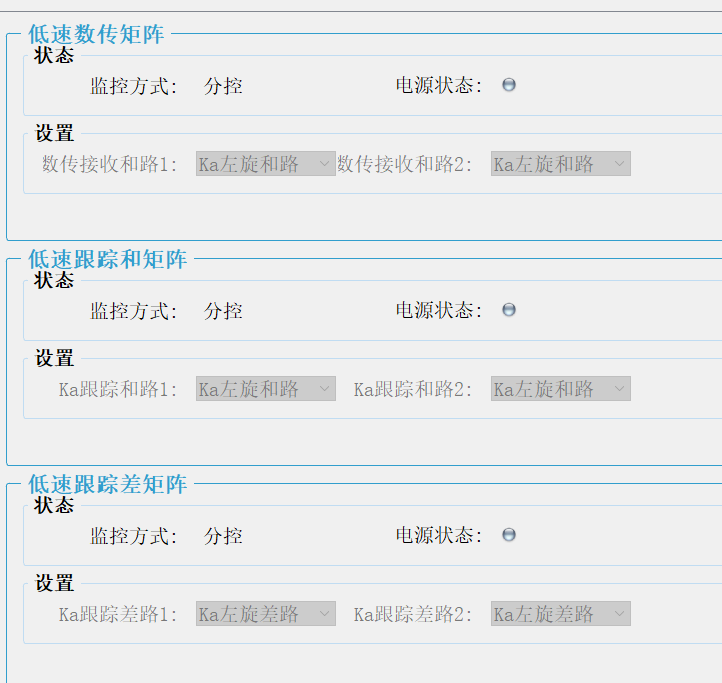 低速数传矩阵
状态
监控方式: 分控 电源状态:
设置
数传接收和路1: Ka左旋和路 数传接收和路2: Ka左旋和路
低速跟踪和矩阵
状态
监控方式: 分控 电源状态:
设置
Ka跟踪和路1: Ka左旋和路 Ka跟踪和路2: Ka左旋和路
低速跟踪差矩阵
状态
监控方式: 分控 电源状态:
设置
Ka跟踪差路1: Ka左旋差路 Ka跟踪差路2: Ka左旋差路